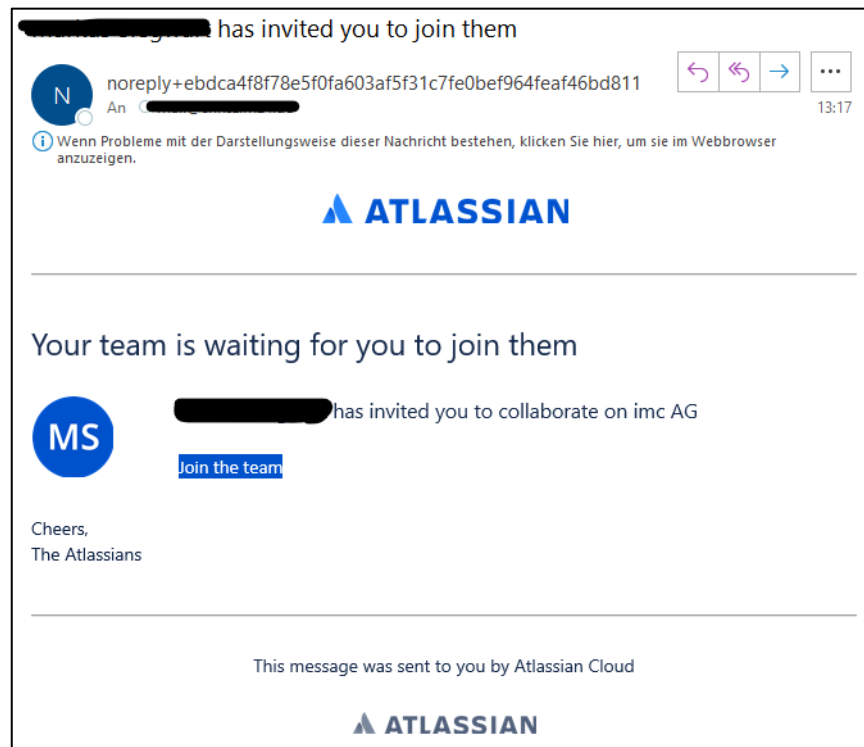 has invited you to join them
N
noreply+ebdca4f8f78e5f0fa603af5f31c7fe0bef964feaf46bd811
An
13:17
Wenn Probleme mit der Darstellungsweise dieser Nachricht bestehen, klicken Sie hier, um sie im Webbrowser
anzuzeigen.
ATLASSIAN
Your team is waiting for you to join them
MS
has invited you to collaborate on imc AG
Join the team
Cheers,
The Atlassians
This message was sent to you by Atlassian Cloud
ATLASSIAN